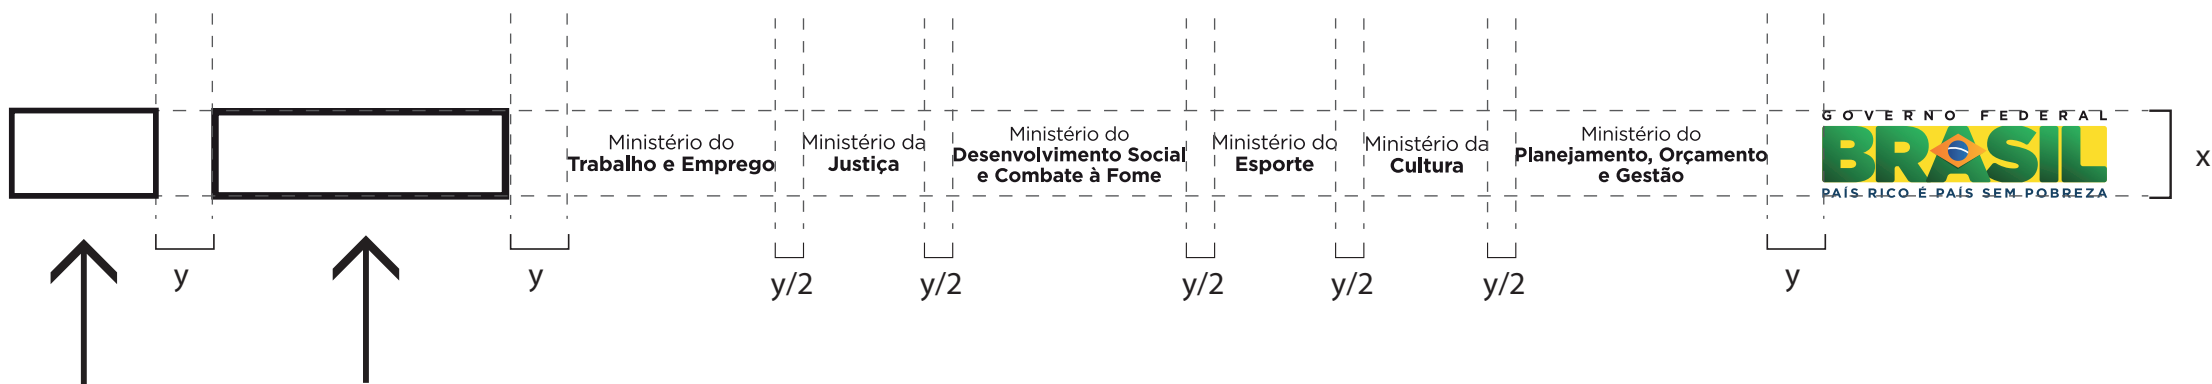 Ministério do
Trabalho e Emprego
Ministério da
Justiça
Ministério do
Desenvolvimento Social
e Combate à Fome
Ministério do
Esporte
Ministério da
Cultura
Ministério do
Planejamento, Orçamento
e Gestão
GOVERNO FEDERAL
BRASIL
PAÍS RICO É PAÍS SEM POBREZA
x
y
y
y/2
y/2
y/2
y/2
y/2
y